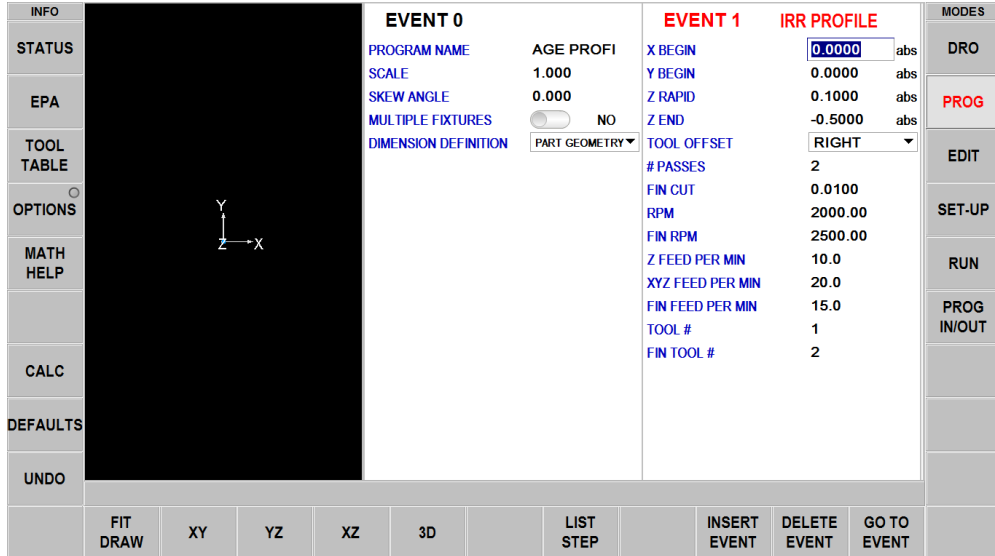 INFO
STATUS
EPA
TOOL
TABLE
OPTIONS
MATH
HELP
CALC
DEFAULTS
UNDO
Y
Z X
EVENT 0
PROGRAM NAME AGE PROFI
SCALE 1.000
SKEW ANGLE 0.000
MULTIPLE FIXTURES NO
DIMENSION DEFINITION PART GEOMETRY
EVENT 1 IRR PROFILE
X BEGIN 0.0000 abs
Y BEGIN 0.0000 abs
Z RAPID 0.1000 abs
Z END -0.5000 abs
TOOL OFFSET RIGHT
# PASSES 2
FIN CUT 0.0100
RPM 2000.00
FIN RPM 2500.00
Z FEED PER MIN 10.0
XYZ FEED PER MIN 20.0
FIN FEED PER MIN 15.0
TOOL # 1
FIN TOOL # 2
MODES
DRO
PROG
EDIT
SET-UP
RUN
PROG
IN/OUT
FIT
DRAW
XY
YZ
XZ
3D
LIST
STEP
INSERT
EVENT
DELETE
EVENT
GO TO
EVENT